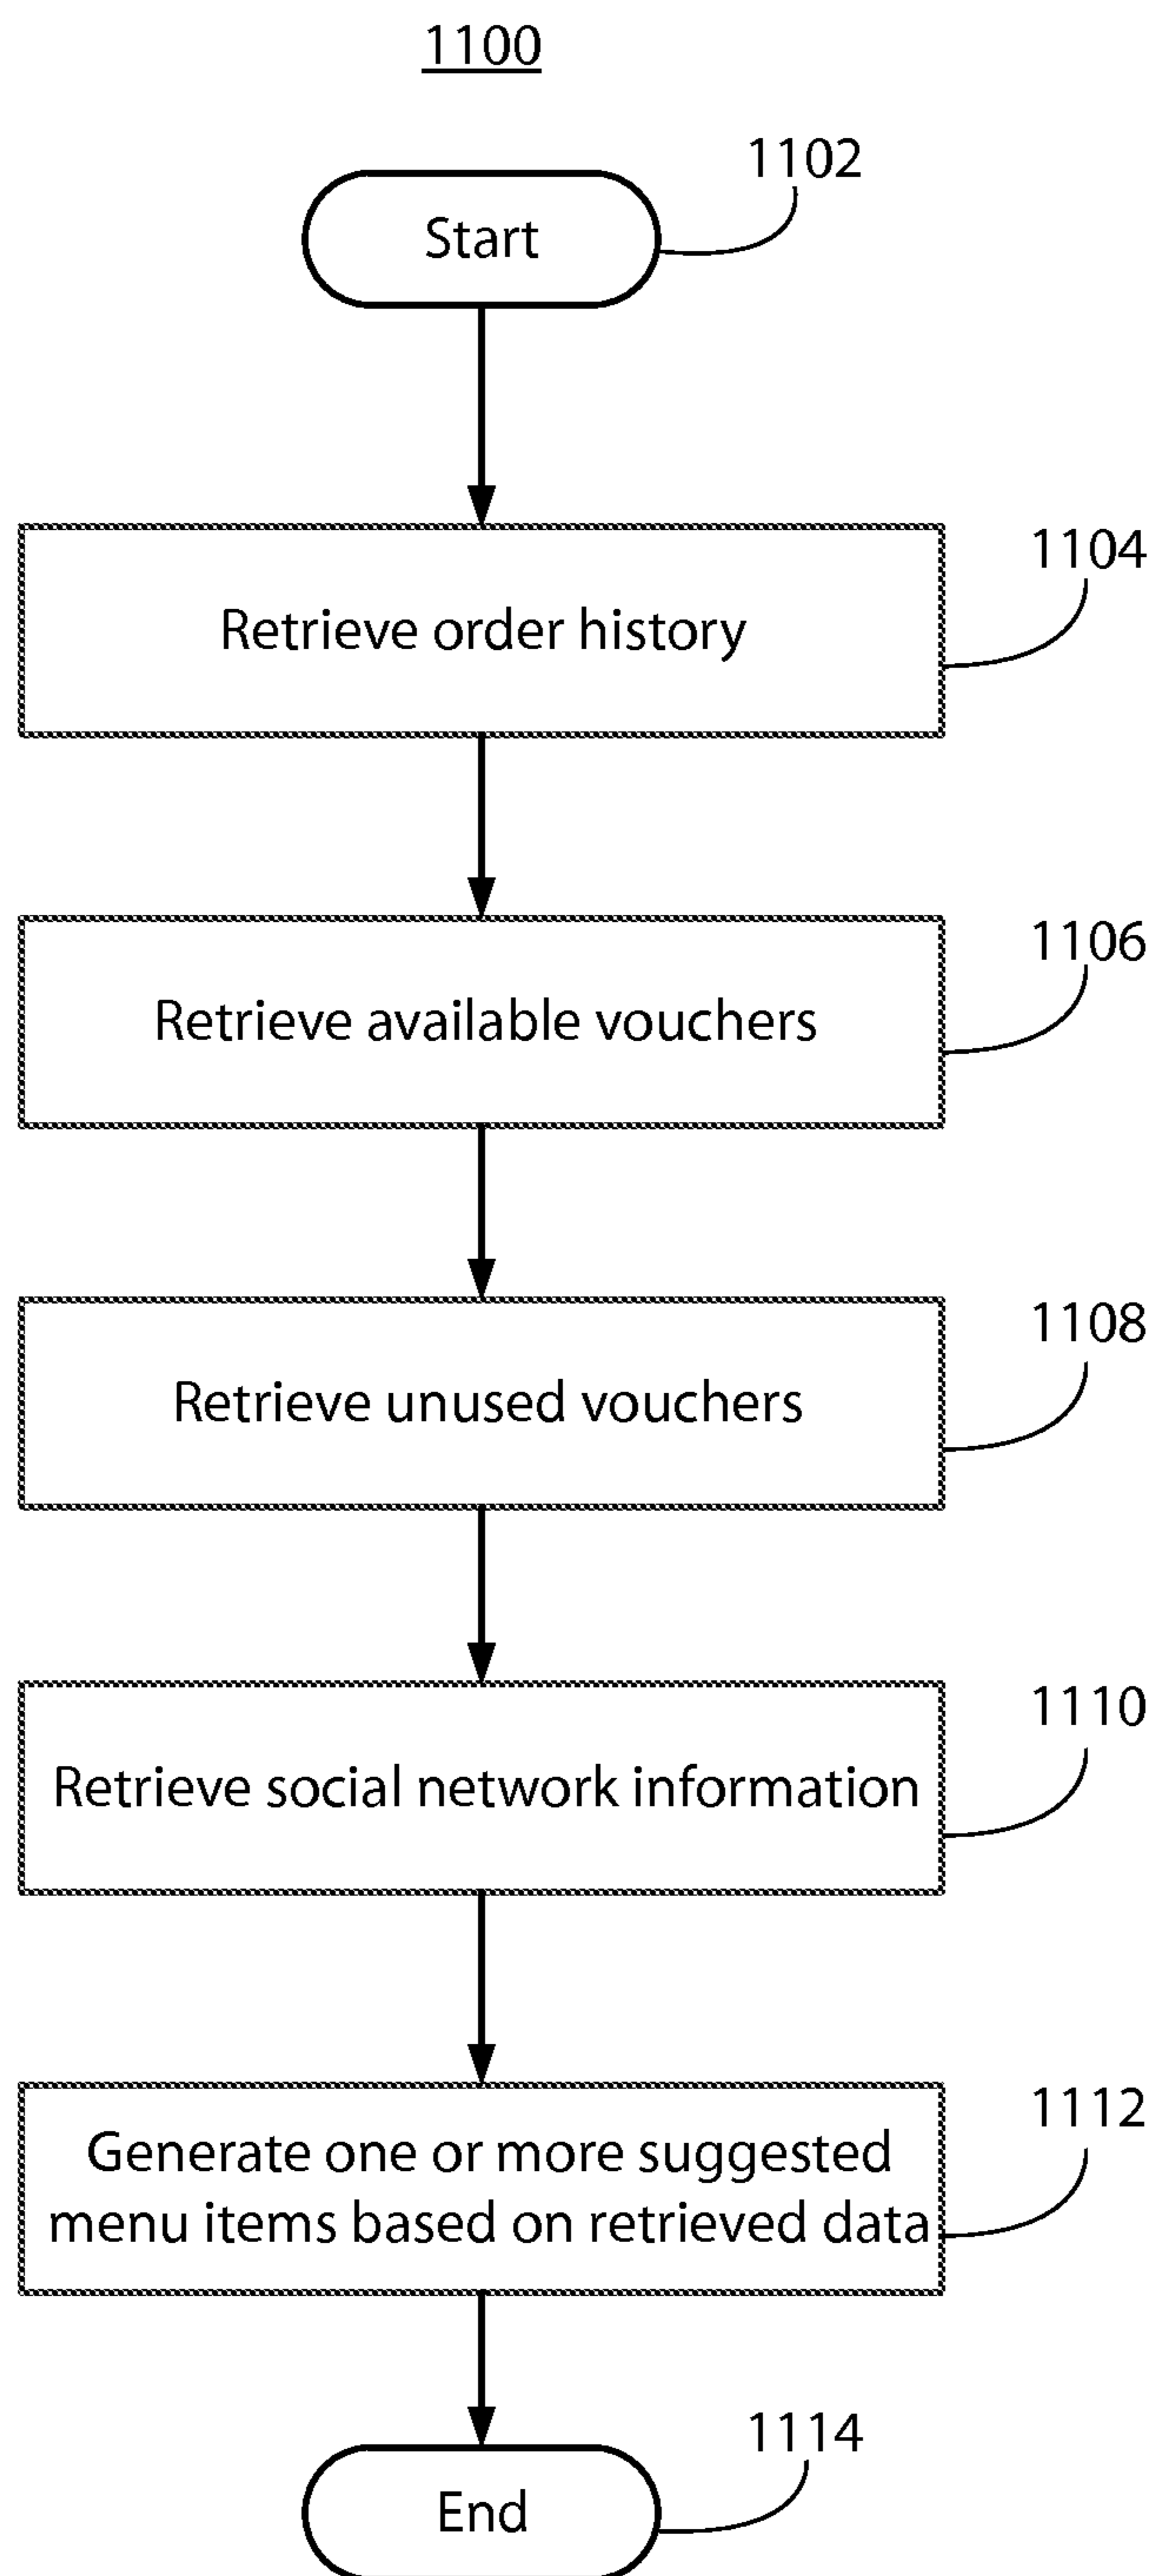 1100
1102
Start
1104
Retrieve order history
1106
Retrieve available vouchers
1108
Retrieve unused vouchers
1110
Retrieve social network information
1112
Generate one or more suggested
menu items based on retrieved data
1114
End